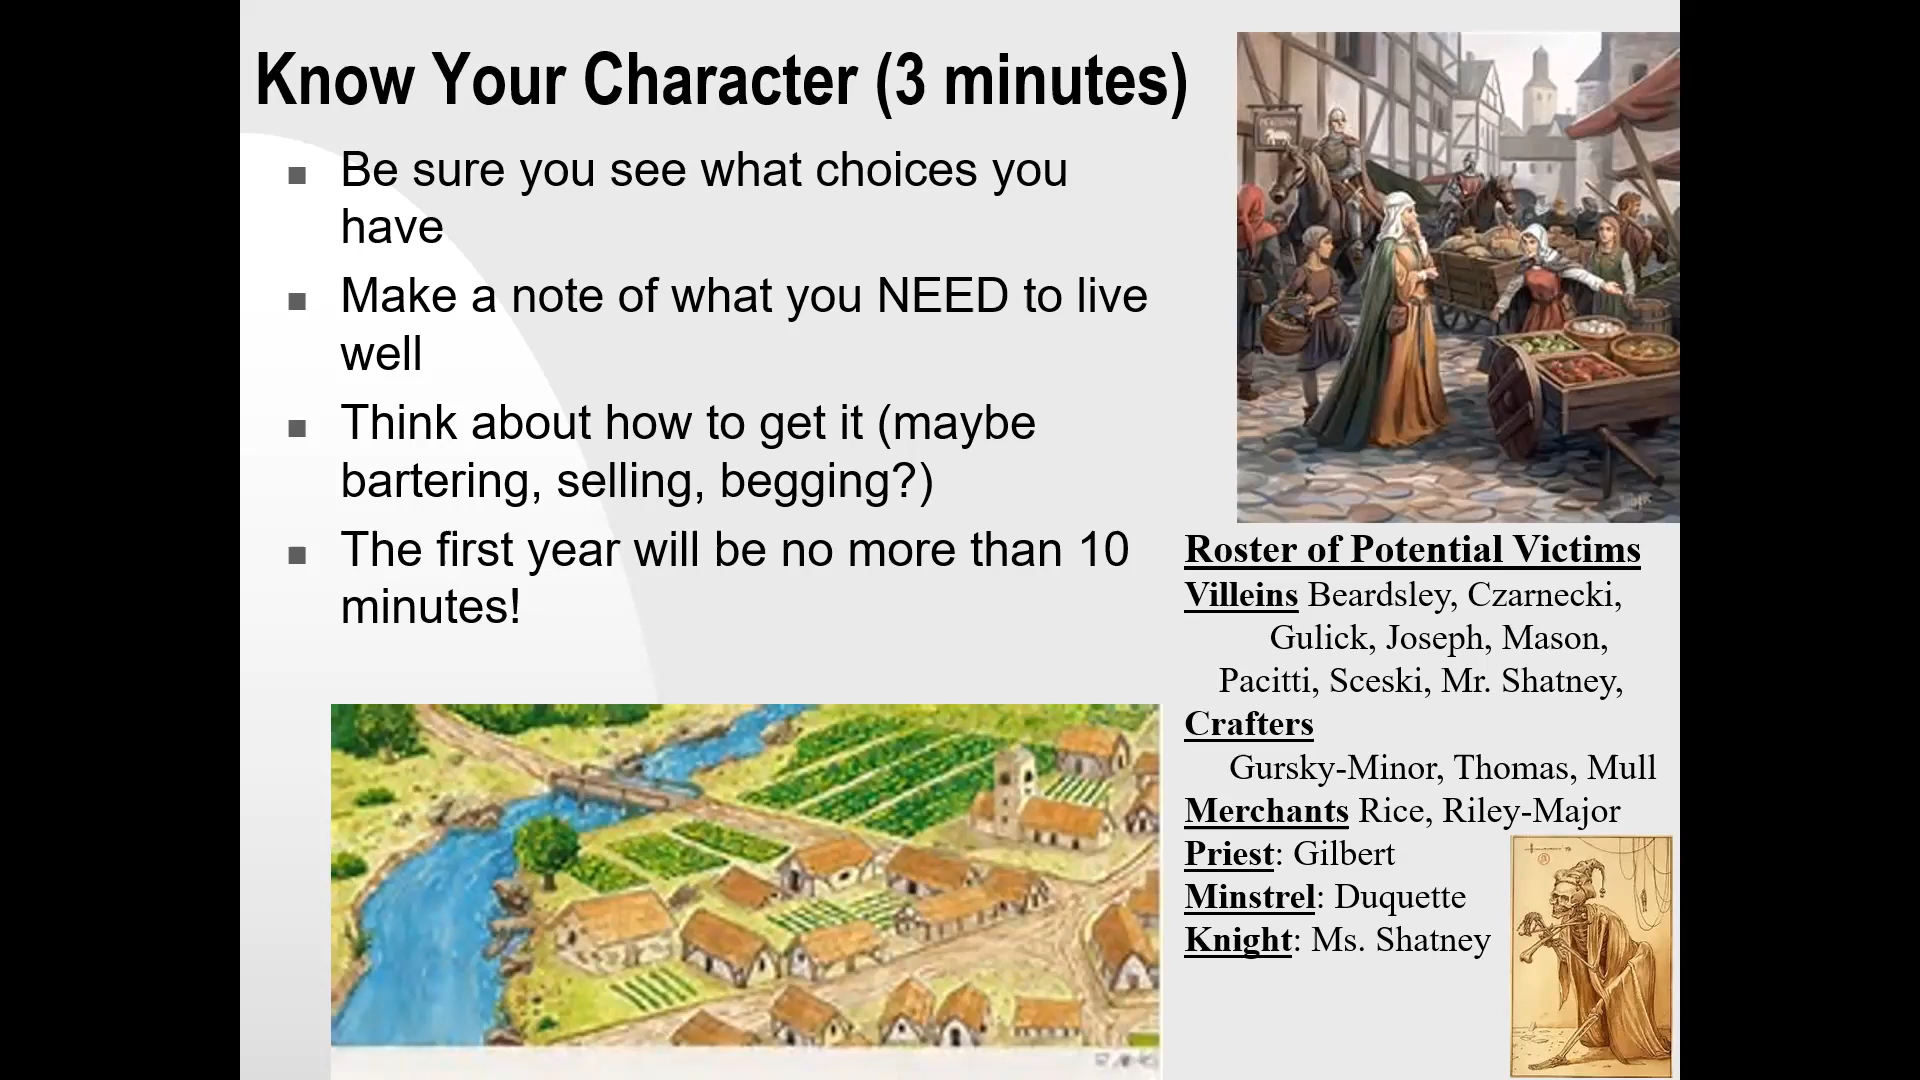 Know Your Character (3 minutes)
Be sure you see what choices you
have
Make a note of what you NEED to live
well
Think about how to get it (maybe
bartering, selling, begging?)
The first year will be no more than 10
minutes!
Roster of Potential Victims
Villeins Beardsley, Czarnecki,
Gulick, Joseph, Mason,
Pacitti, Sceski, Mr. Shatney,
Crafters
Gursky-Minor, Thomas, Mull
Merchants Rice, Riley-Major
Priest: Gilbert
Minstrel: Duquette
Knight: Ms. Shatney